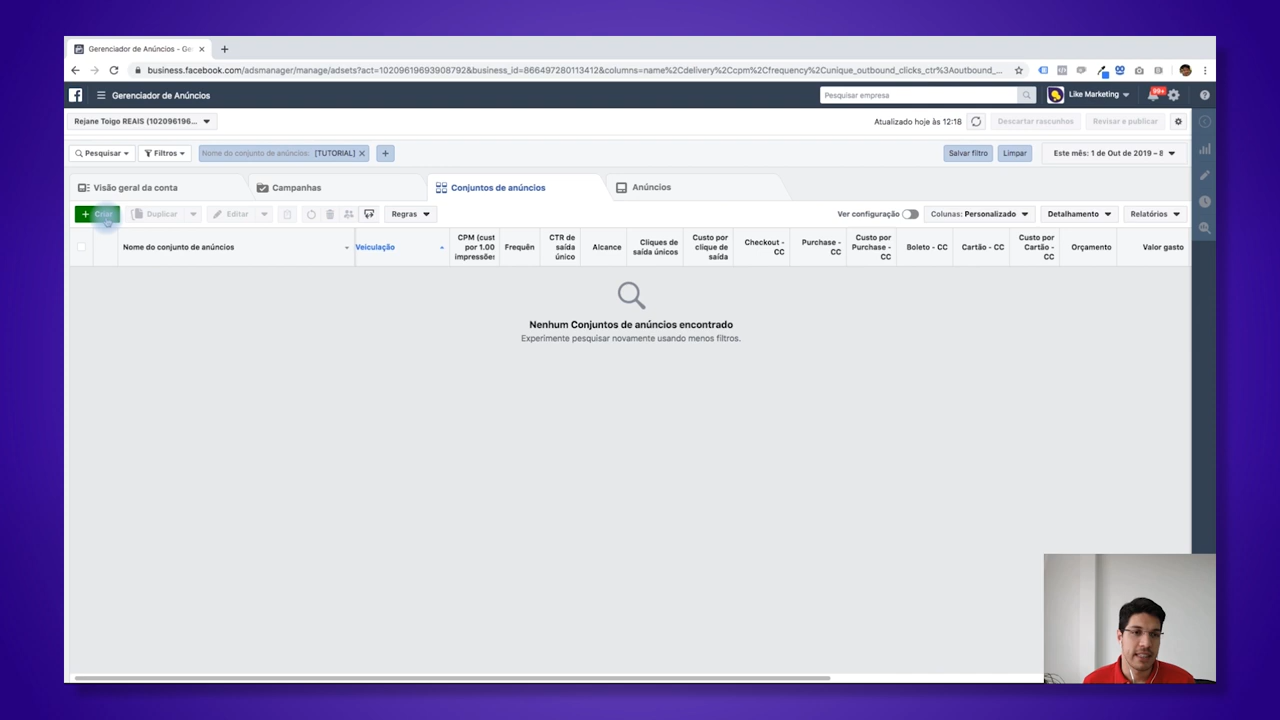 Gerenciador de Anúncios - Ge
business.facebook.com/adsmanager/manage/adsets?act=10209619693908792&business_id=866497280113412&columns=name%2Cdelivery%2Ccpm%2Cfrequency%2Cunique_outbound_clicks_ctr%3Aoutbound_...
Gerenciador de Anúncios
Pesquisar empresa
Like Marketing
99+
Rejane Toigo REAIS (102096196...
Atualizado hoje às 12:18
Descartar rascunhos
Revisar e publicar
Pesquisar
Filtros
Nome do conjunto de anúncios: [TUTORIAL]
Salvar filtro
Limpar
Este mês: 1 de Out de 2019 – 8
Visão geral da conta
Campanhas
Conjuntos de anúncios
Anúncios
+ Criar
Duplicar
Editar
Regras
Ver configuração
Colunas: Personalizado
Detalhamento
Relatórios
Nome do conjunto de anúncios
Veiculação
CPM (cust
por 1.00
impressões
Frequên
CTR de
saída
único
Alcance
Cliques de
saída únicos
Custo por
clique de
saída
Checkout -
CC
Purchase -
CC
Custo por
Purchase -
CC
Boleto - CC
Cartão - CC
Custo por
Cartão -
CC
Orçamento
Valor gasto
Nenhum Conjuntos de anúncios encontrado
Experimente pesquisar novamente usando menos filtros.